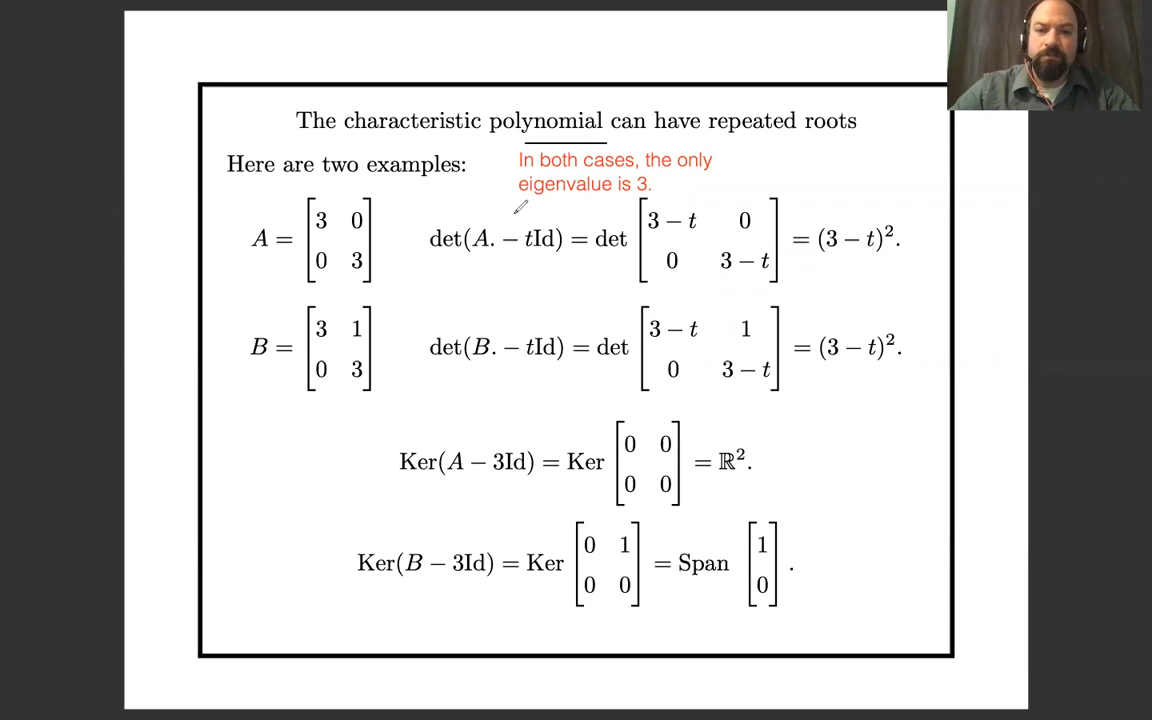 The characteristic polynomial can have repeated roots
Here are two examples:
In both cases, the only
eigenvalue is 3.
A = [3 0; 0 3] det(A. − tId) = det [3 − t 0; 0 3 − t] = (3 − t)².
B = [3 1; 0 3] det(B. − tId) = det [3 − t 1; 0 3 − t] = (3 − t)².
Ker(A − 3Id) = Ker [0 0; 0 0] = ℝ².
Ker(B − 3Id) = Ker [0 1; 0 0] = Span [1; 0].